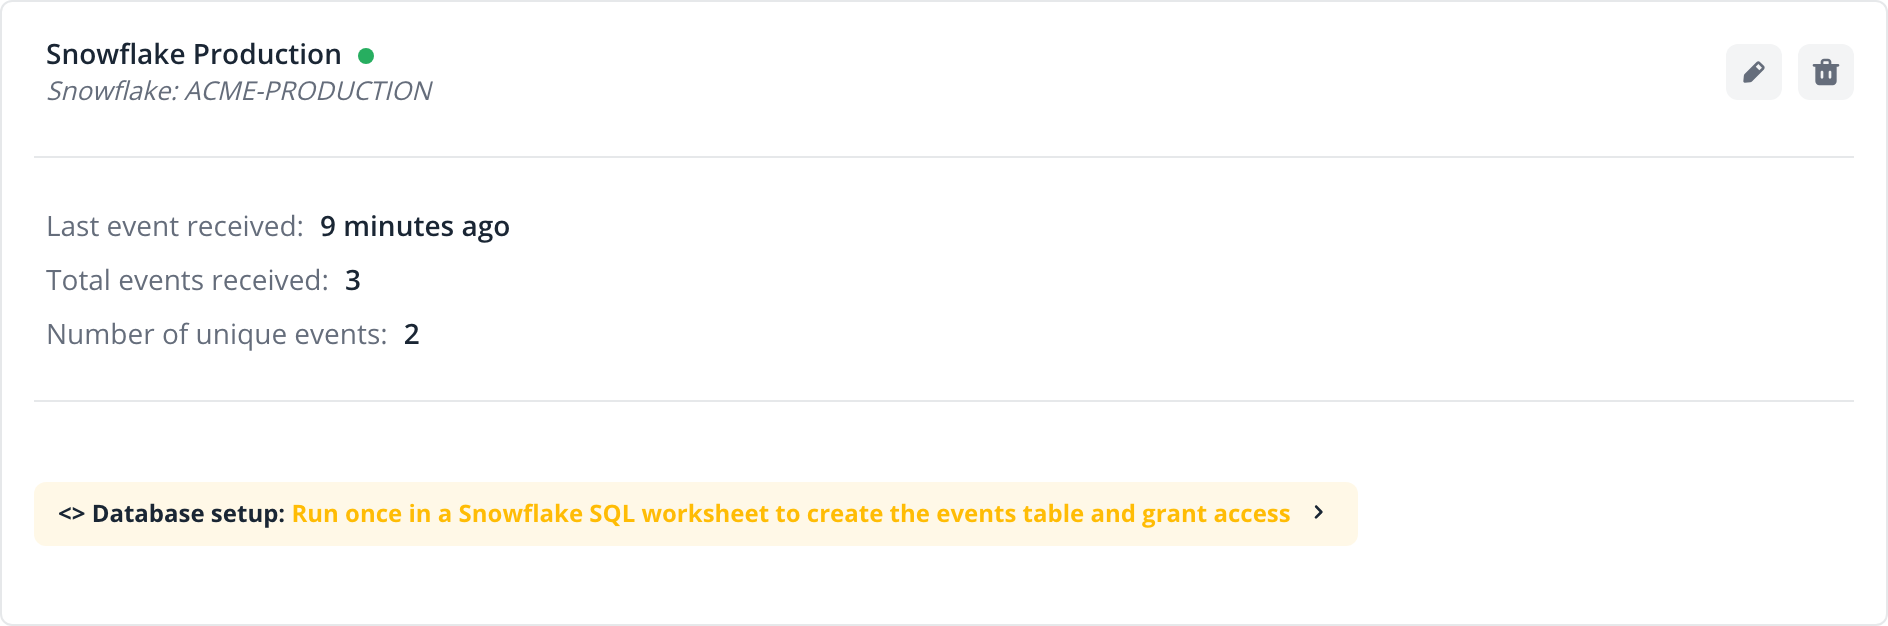 Snowflake Production
Snowflake: ACME-PRODUCTION
Last event received: 9 minutes ago
Total events received: 3
Number of unique events: 2
<> Database setup: Run once in a Snowflake SQL worksheet to create the events table and grant access >